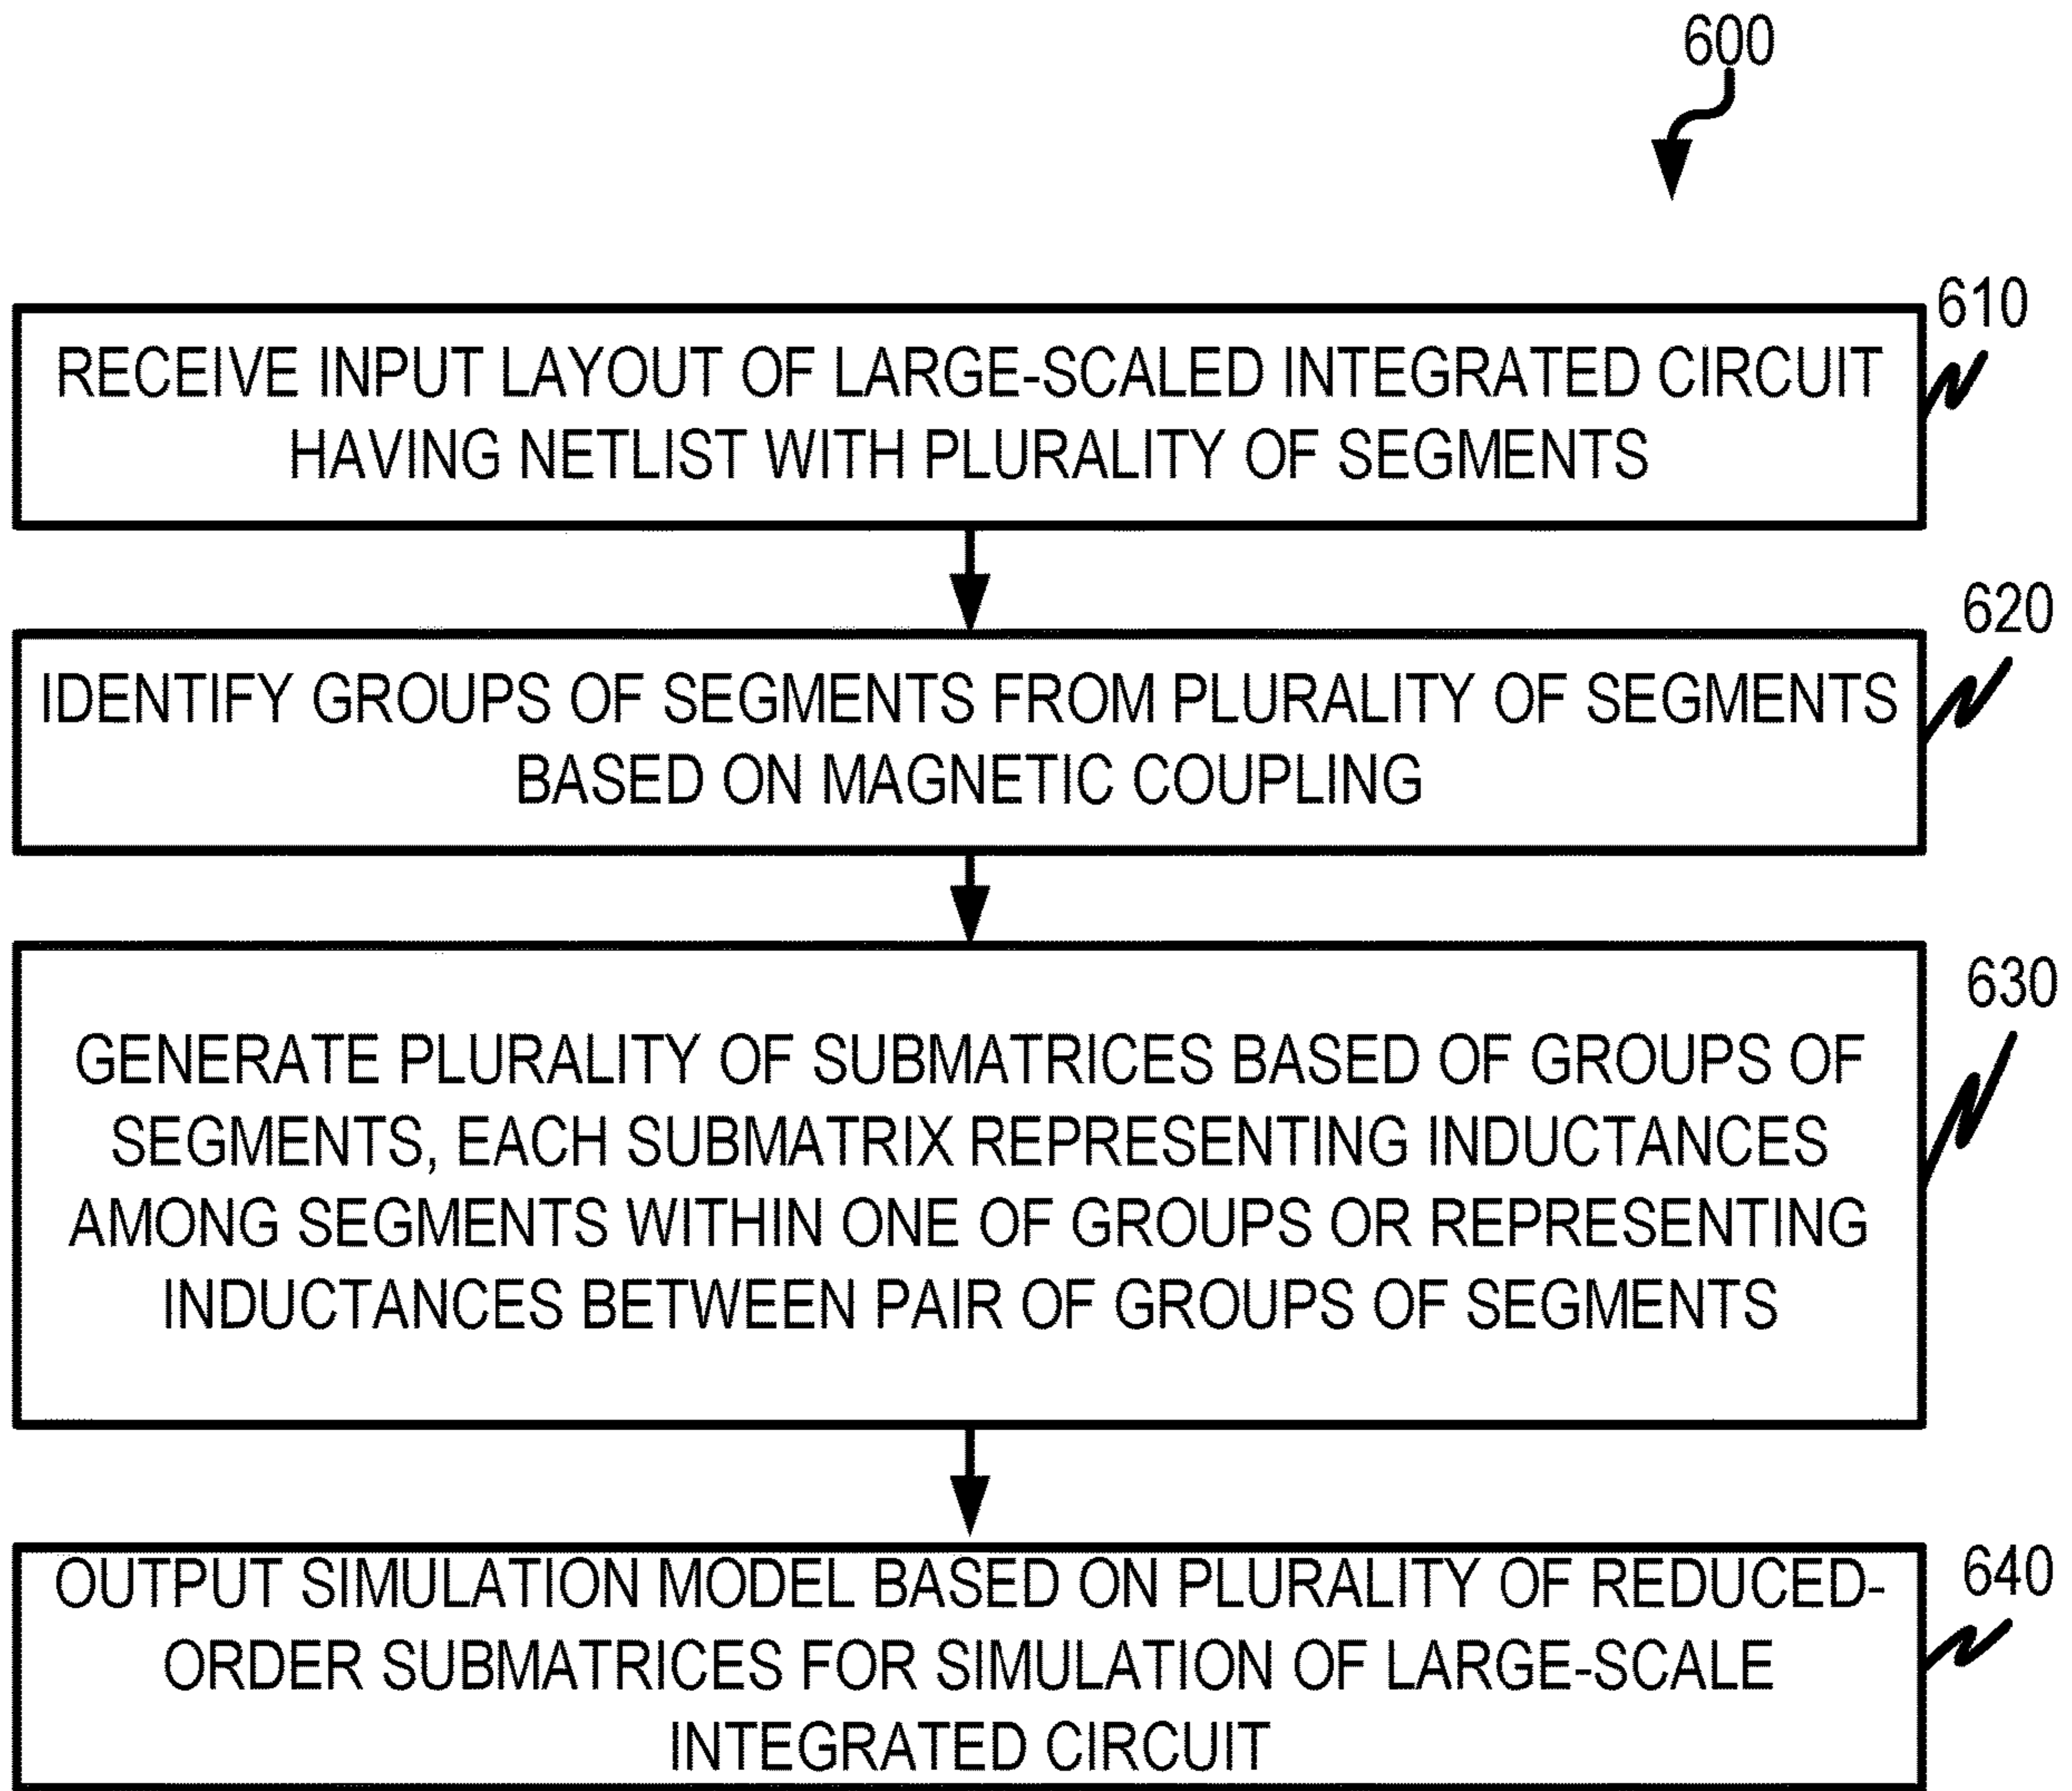 600
610
RECEIVE INPUT LAYOUT OF LARGE-SCALED INTEGRATED CIRCUIT
HAVING NETLIST WITH PLURALITY OF SEGMENTS
620
IDENTIFY GROUPS OF SEGMENTS FROM PLURALITY OF SEGMENTS
BASED ON MAGNETIC COUPLING
630
GENERATE PLURALITY OF SUBMATRICES BASED OF GROUPS OF
SEGMENTS, EACH SUBMATRIX REPRESENTING INDUCTANCES
AMONG SEGMENTS WITHIN ONE OF GROUPS OR REPRESENTING
INDUCTANCES BETWEEN PAIR OF GROUPS OF SEGMENTS
640
OUTPUT SIMULATION MODEL BASED ON PLURALITY OF REDUCED-
ORDER SUBMATRICES FOR SIMULATION OF LARGE-SCALE
INTEGRATED CIRCUIT